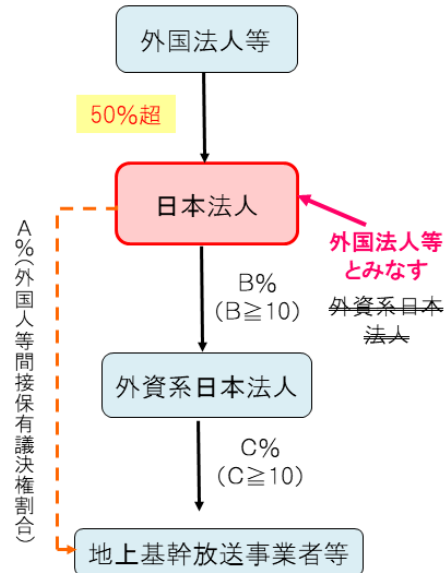 外国法人等
50%超
日本法人
外国法人等
とみなす
外資系日本
法人
A%(外国人等間接保有議決権割合)
B%
(B≧10)
外資系日本法人
C%
(C≧10)
地上基幹放送事業者等